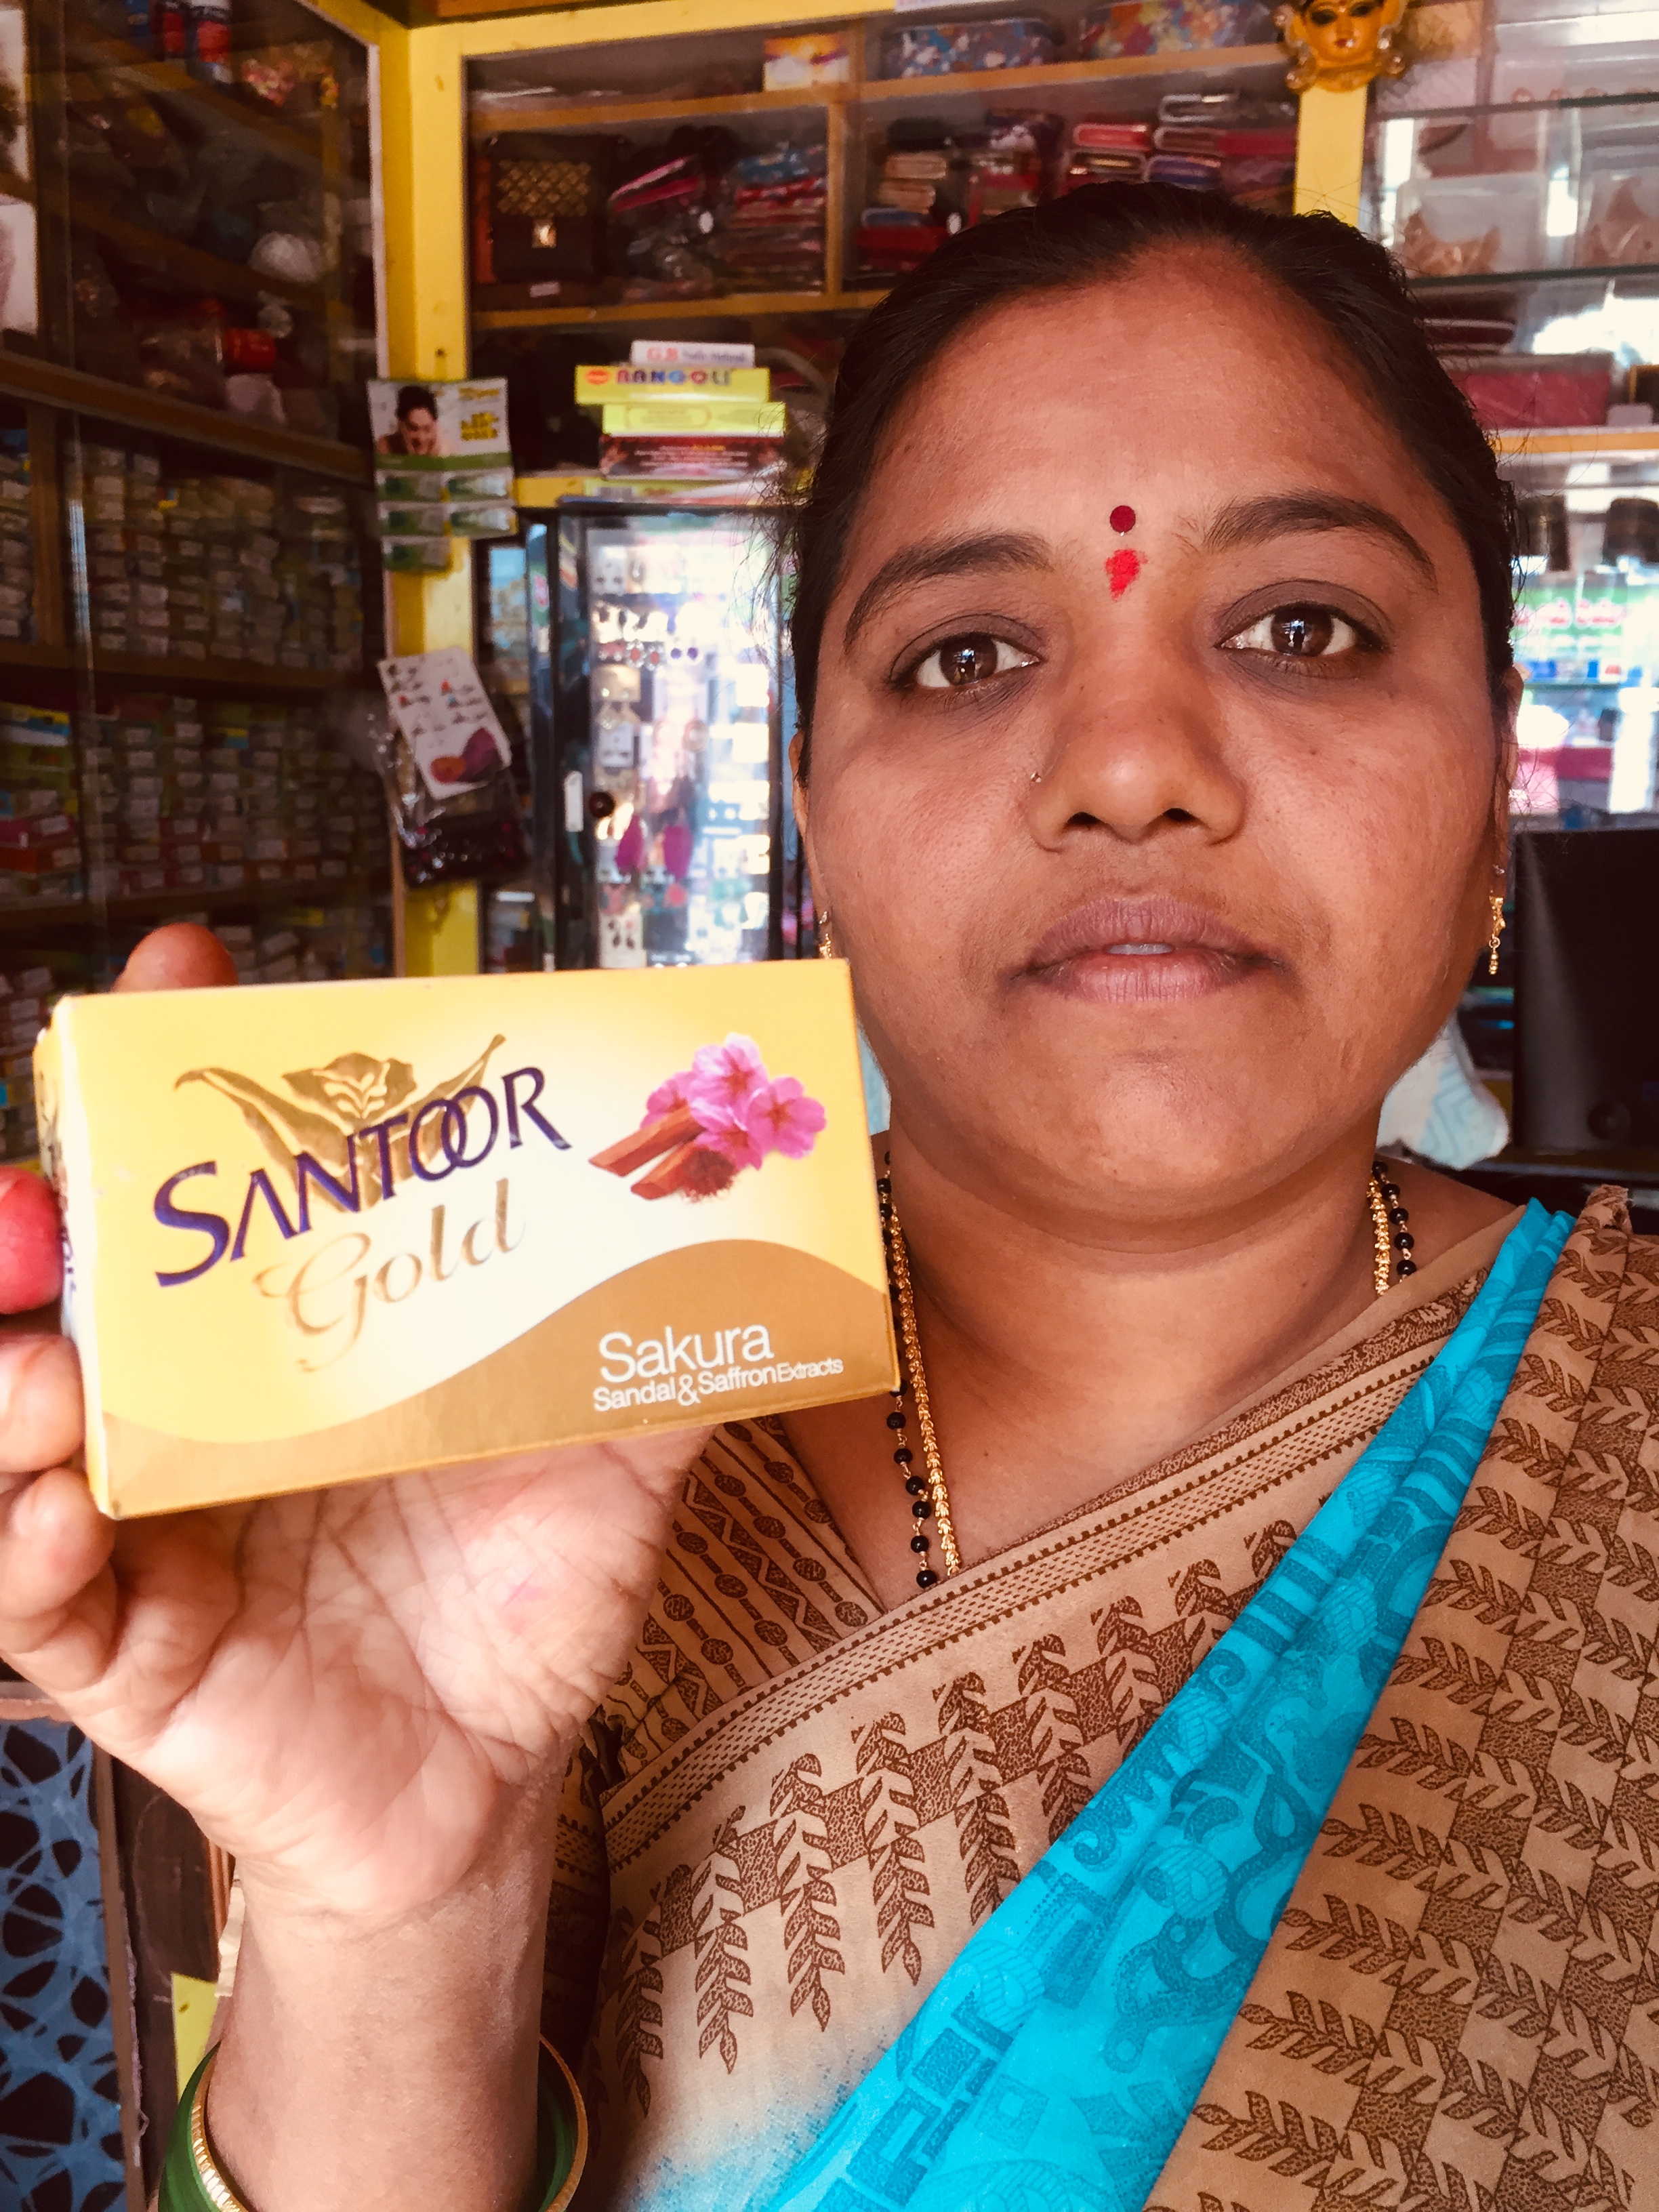 RANGOLI
SANTOOR
Gold
Sakura
Sandal & Saffron Extracts